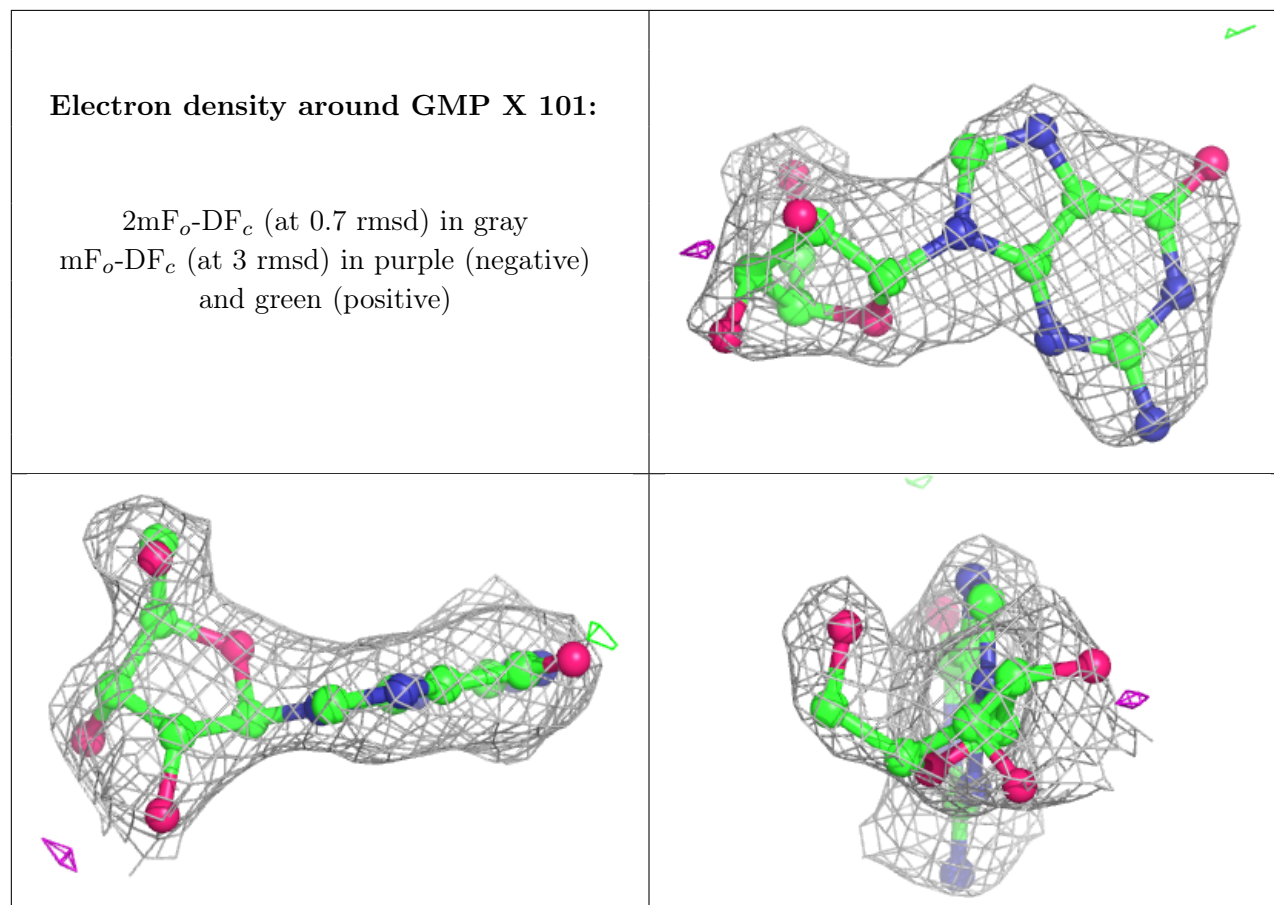 Electron density around GMP X 101:
2mFₒ-DF𝒸 (at 0.7 rmsd) in gray
mFₒ-DF𝒸 (at 3 rmsd) in purple (negative)
and green (positive)